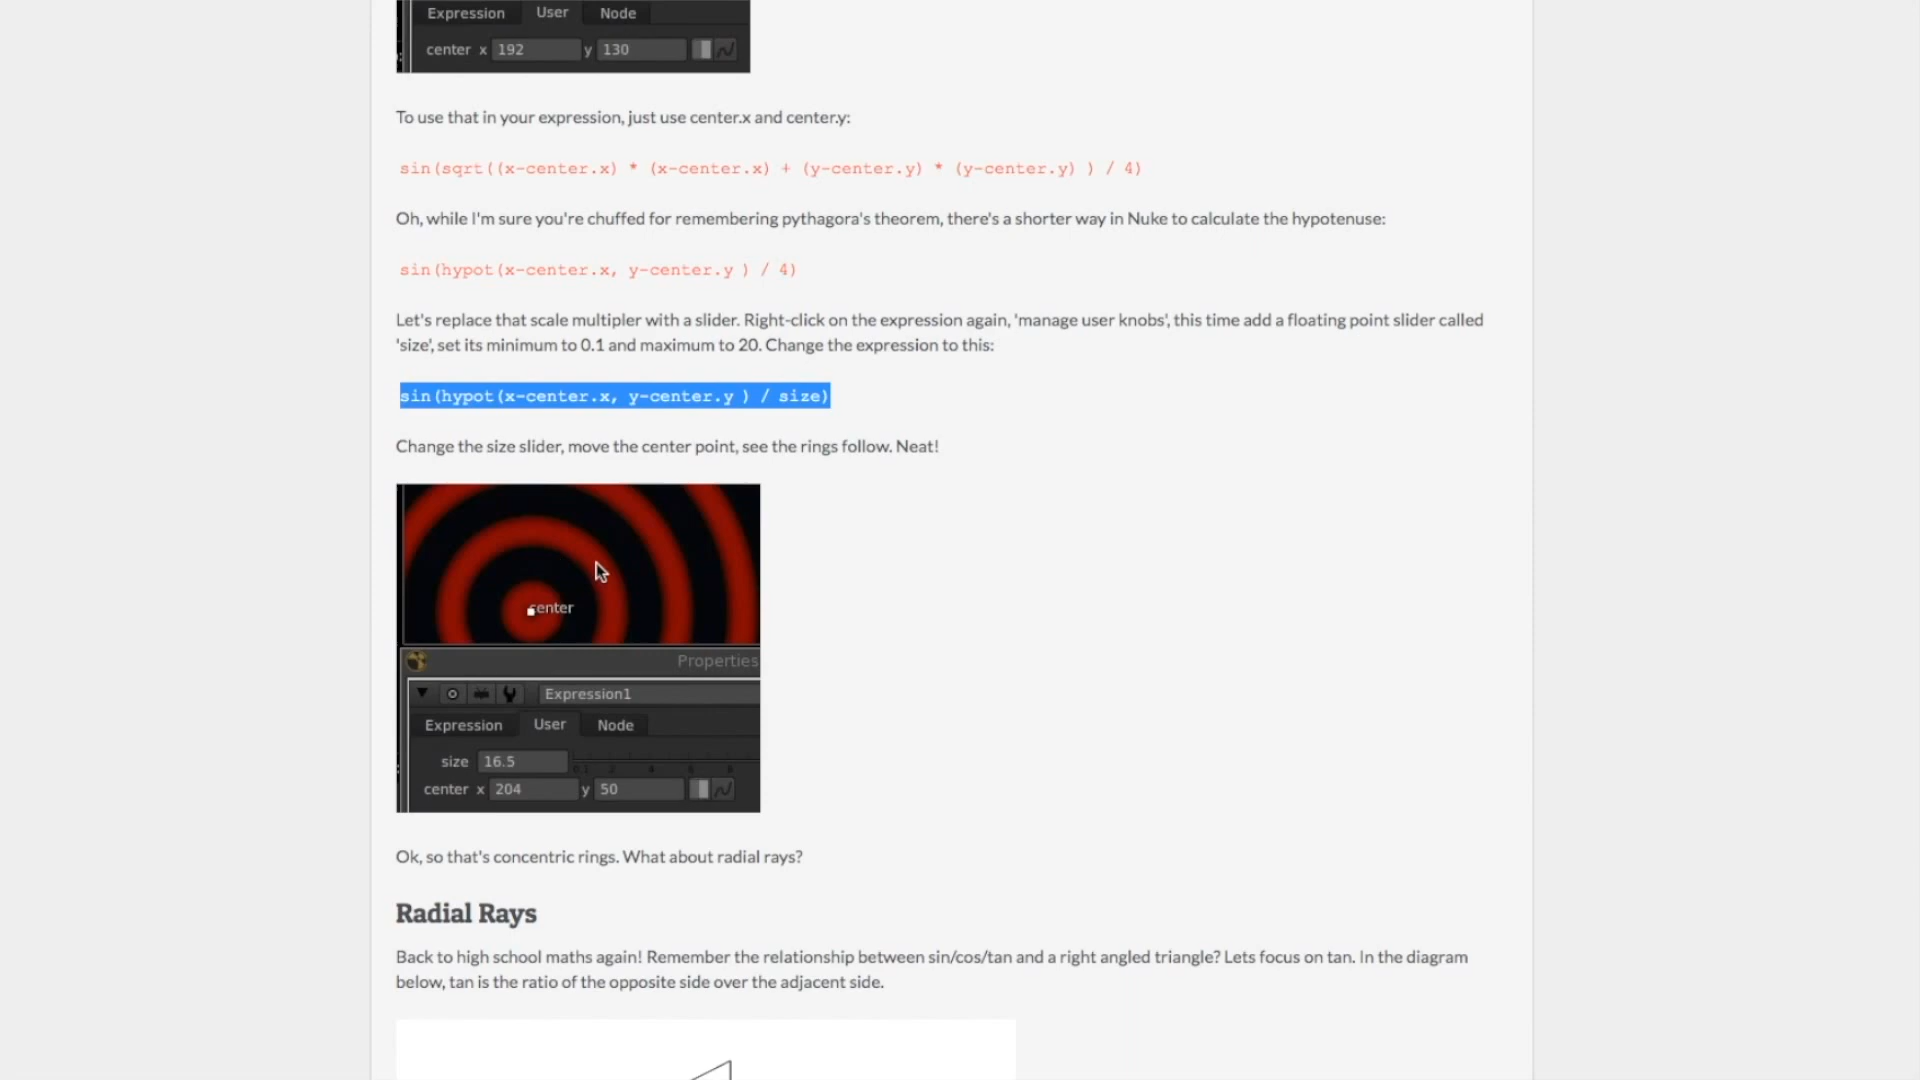 Expression User Node
center x 192 y 130
To use that in your expression, just use center.x and center.y:
sin(sqrt((x-center.x) * (x-center.x) + (y-center.y) * (y-center.y) ) / 4)
Oh, while I'm sure you're chuffed for remembering pythagora's theorem, there's a shorter way in Nuke to calculate the hypotenuse:
sin(hypot(x-center.x, y-center.y ) / 4)
Let's replace that scale multipler with a slider. Right-click on the expression again, 'manage user knobs', this time add a floating point slider called
'size', set its minimum to 0.1 and maximum to 20. Change the expression to this:
sin(hypot(x-center.x, y-center.y ) / size)
Change the size slider, move the center point, see the rings follow. Neat!
center
Properties
Expression1
Expression User Node
size 16.5
center x 204 y 50
Ok, so that's concentric rings. What about radial rays?
Radial Rays
Back to high school maths again! Remember the relationship between sin/cos/tan and a right angled triangle? Lets focus on tan. In the diagram
below, tan is the ratio of the opposite side over the adjacent side.